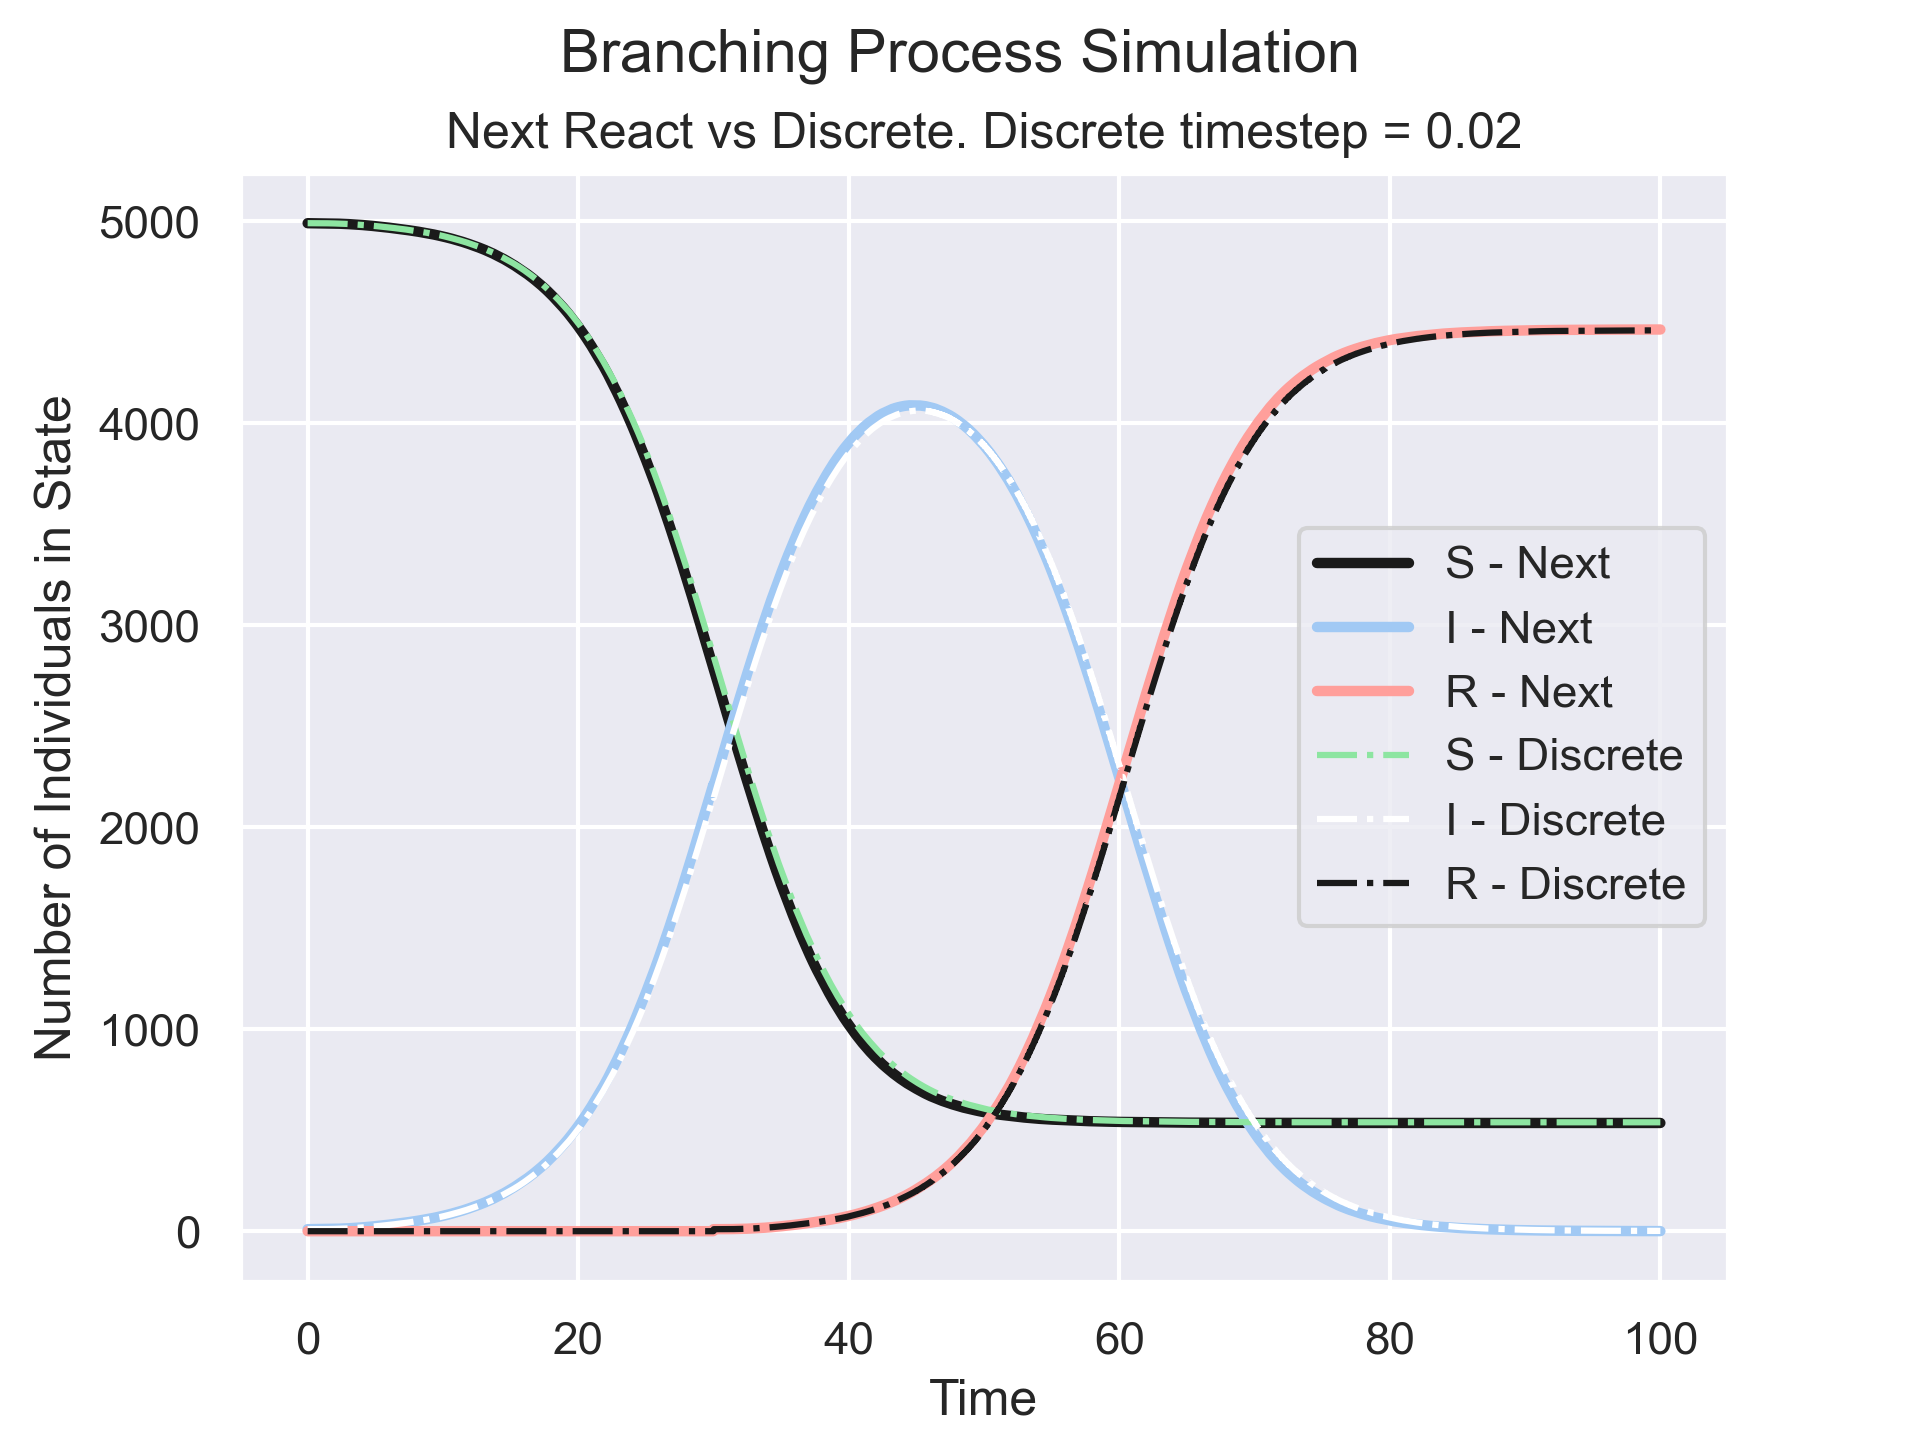 Branching Process Simulation
Next React vs Discrete. Discrete timestep = 0.02
Number of Individuals in State
5000
4000
3000
2000
1000
0
S - Next
I - Next
R - Next
S - Discrete
I - Discrete
R - Discrete
0 20 40 60 80 100
Time